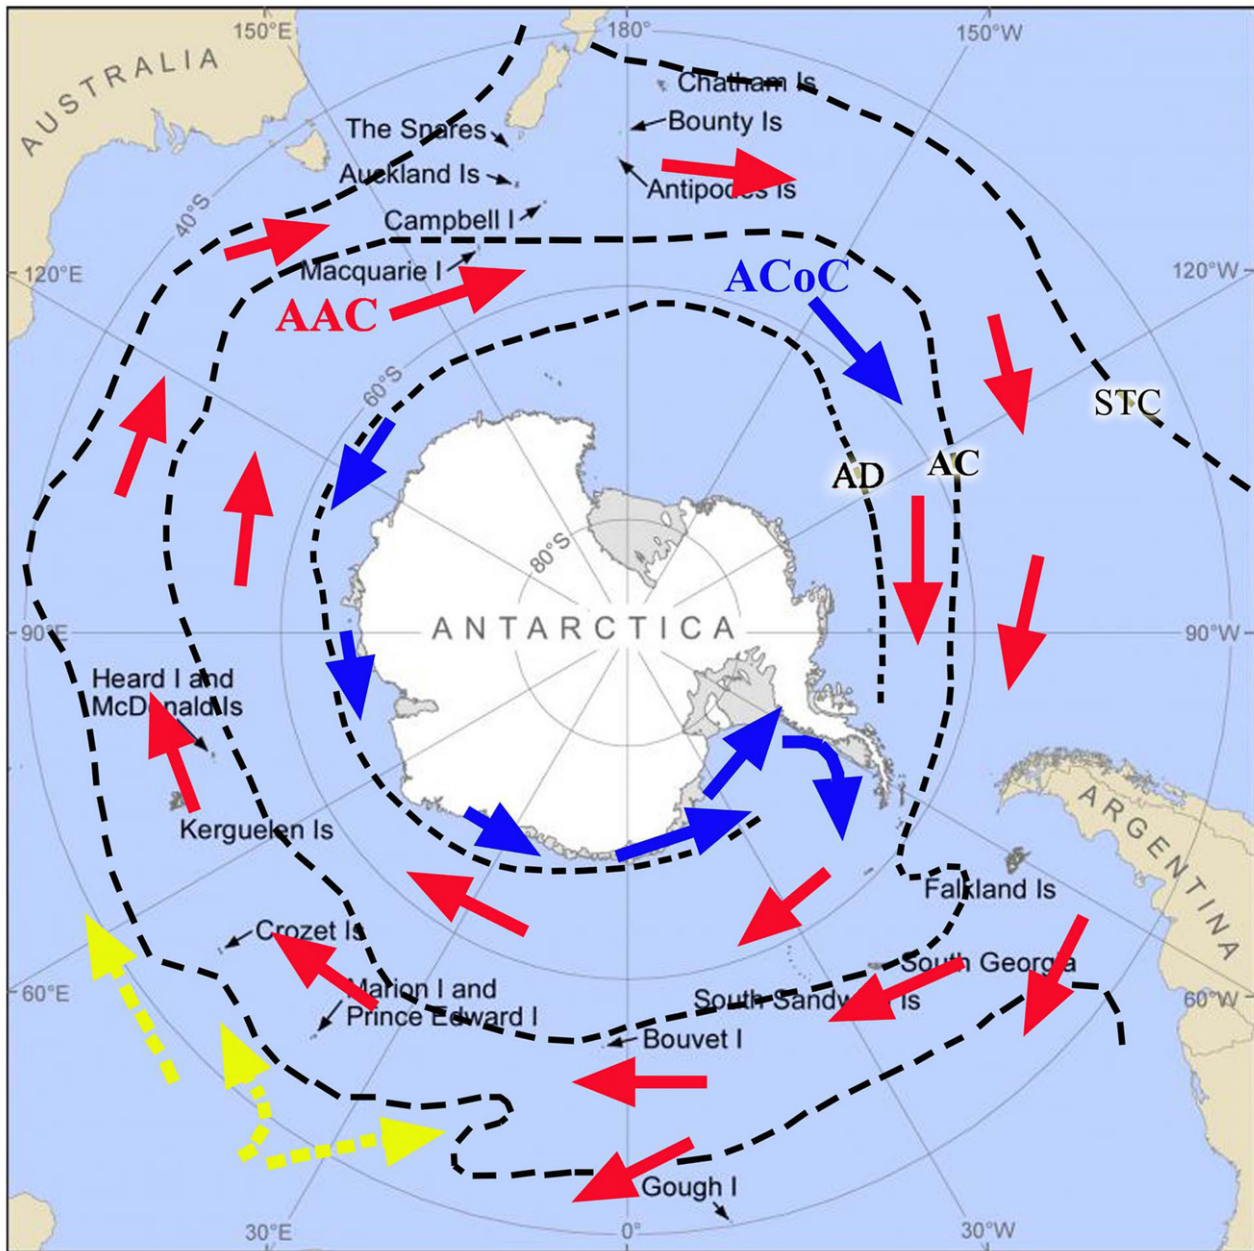 150°E
180°
150°W
AUSTRALIA
Chatham Is
Bounty Is
The Snares
Auckland Is
Antipodes Is
40°S
Campbell I
Macquarie I
120°E
120°W
ACoC
AAC
60°S
STC
AD
AC
80°S
ANTARCTICA
90°E
90°W
Heard I and
McDonald Is
Kerguelen Is
ARGENTINA
Falkland Is
Crozet Is
South Georgia
Marion I and
Prince Edward I
South Sandwich Is
60°E
60°W
Bouvet I
Gough I
30°E
0°
30°W